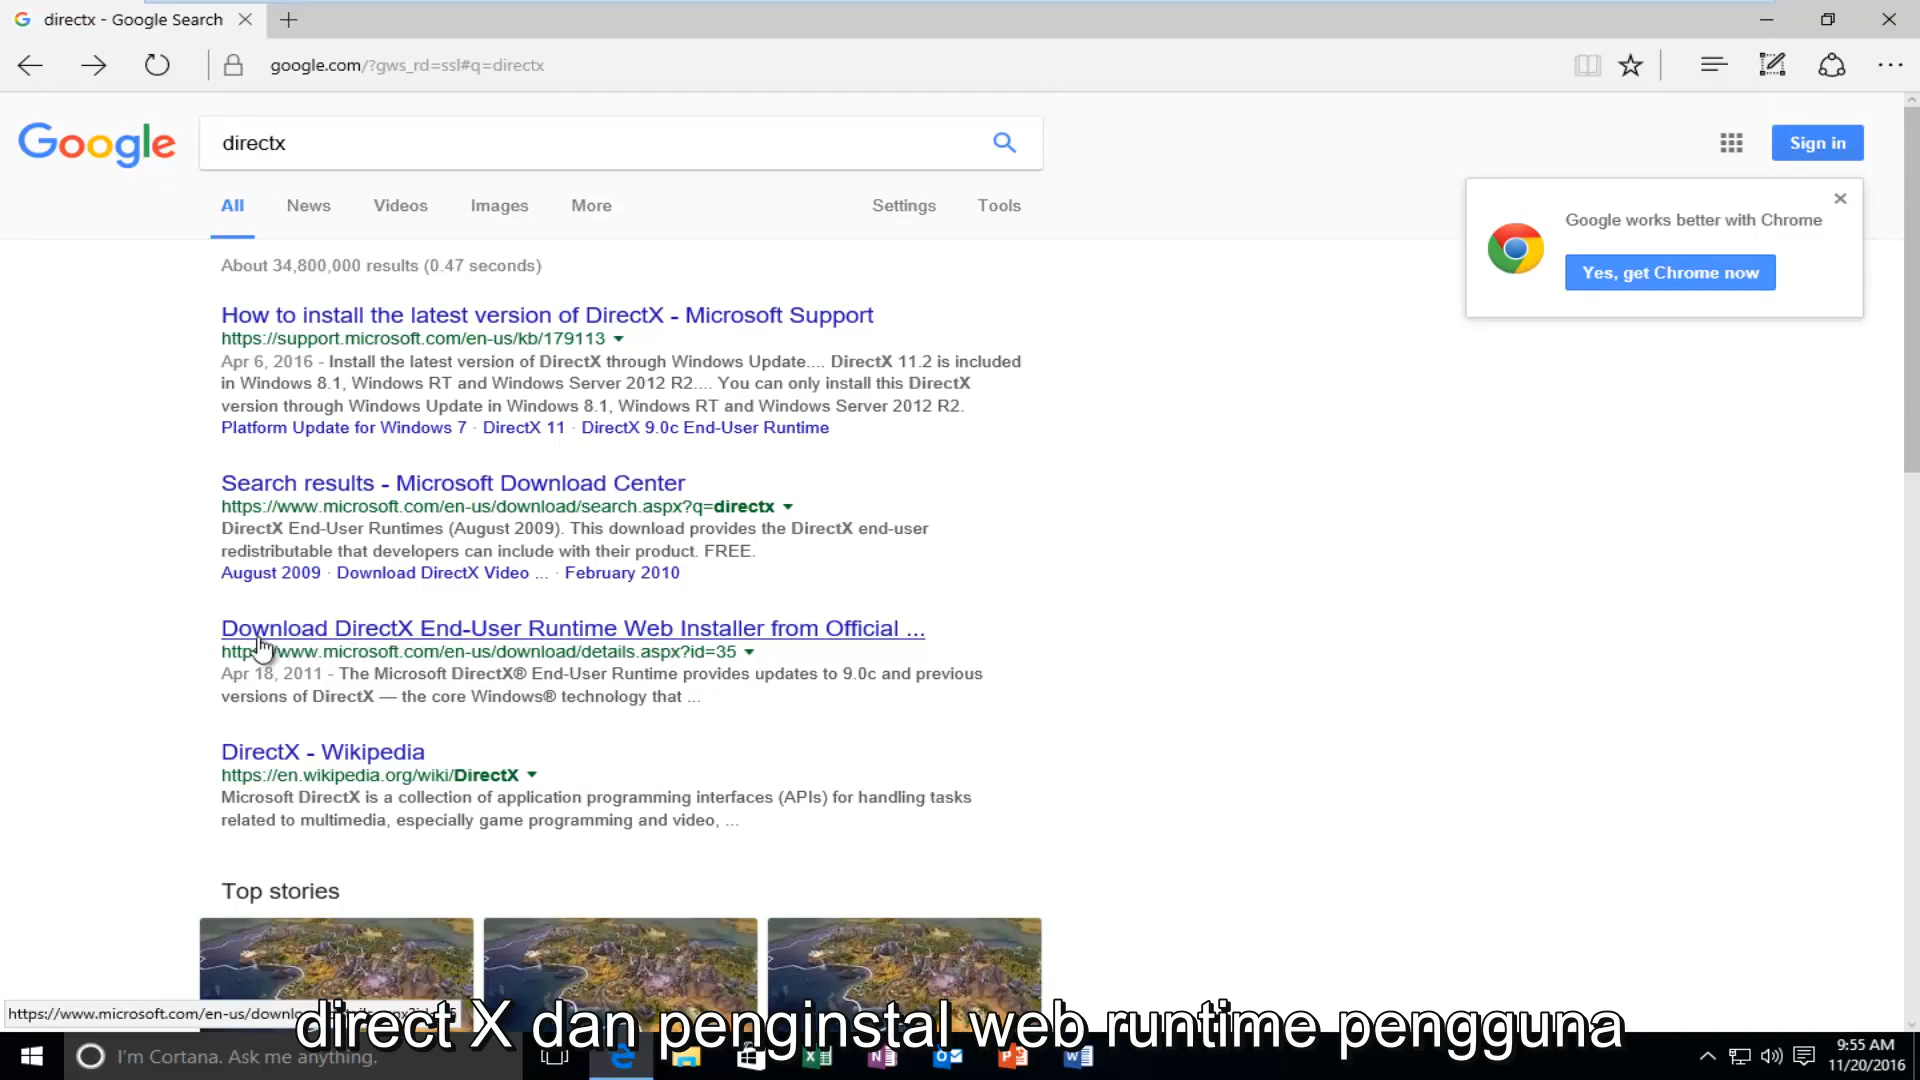 directx - Google Search
google.com/?gws_rd=ssl#q=directx
Google
directx
Sign in
All
News
Videos
Images
More
Settings
Tools
Google works better with Chrome
Yes, get Chrome now
About 34,800,000 results (0.47 seconds)
How to install the latest version of DirectX - Microsoft Support
https://support.microsoft.com/en-us/kb/179113
Apr 6, 2016 - Install the latest version of DirectX through Windows Update.... DirectX 11.2 is included
in Windows 8.1, Windows RT and Windows Server 2012 R2.... You can only install this DirectX
version through Windows Update in Windows 8.1, Windows RT and Windows Server 2012 R2.
Platform Update for Windows 7 · DirectX 11 · DirectX 9.0c End-User Runtime
Search results - Microsoft Download Center
https://www.microsoft.com/en-us/download/search.aspx?q=directx
DirectX End-User Runtimes (August 2009). This download provides the DirectX end-user
redistributable that developers can include with their product. FREE.
August 2009 · Download DirectX Video ... · February 2010
Download DirectX End-User Runtime Web Installer from Official ...
https://www.microsoft.com/en-us/download/details.aspx?id=35
Apr 18, 2011 - The Microsoft DirectX® End-User Runtime provides updates to 9.0c and previous
versions of DirectX — the core Windows® technology that ...
DirectX - Wikipedia
https://en.wikipedia.org/wiki/DirectX
Microsoft DirectX is a collection of application programming interfaces (APIs) for handling tasks
related to multimedia, especially game programming and video, ...
Top stories
https://www.microsoft.com/en-us/downlo
direct X dan penginstal web runtime pengguna
I'm Cortana. Ask me anything.
9:55 AM
11/20/2016